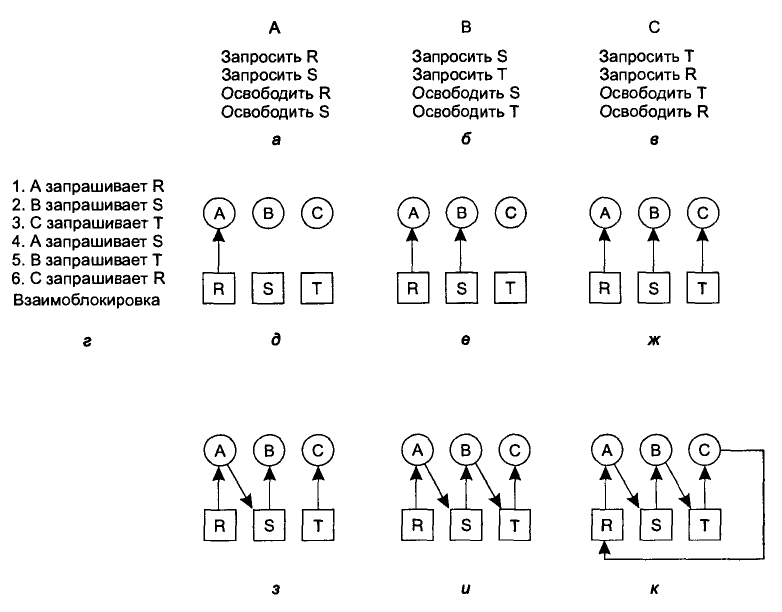 A B C
Запросить R Запросить S Запросить T
Запросить S Запросить T Запросить R
Освободить R Освободить S Освободить T
Освободить S Освободить T Освободить R
а б в
1. A запрашивает R
2. B запрашивает S
3. C запрашивает T
4. A запрашивает S
5. B запрашивает T
6. C запрашивает R
Взаимоблокировка
г
A B C A B C A B C
R S T R S T R S T
д е ж
A B C A B C A B C
R S T R S T R S T
з и к